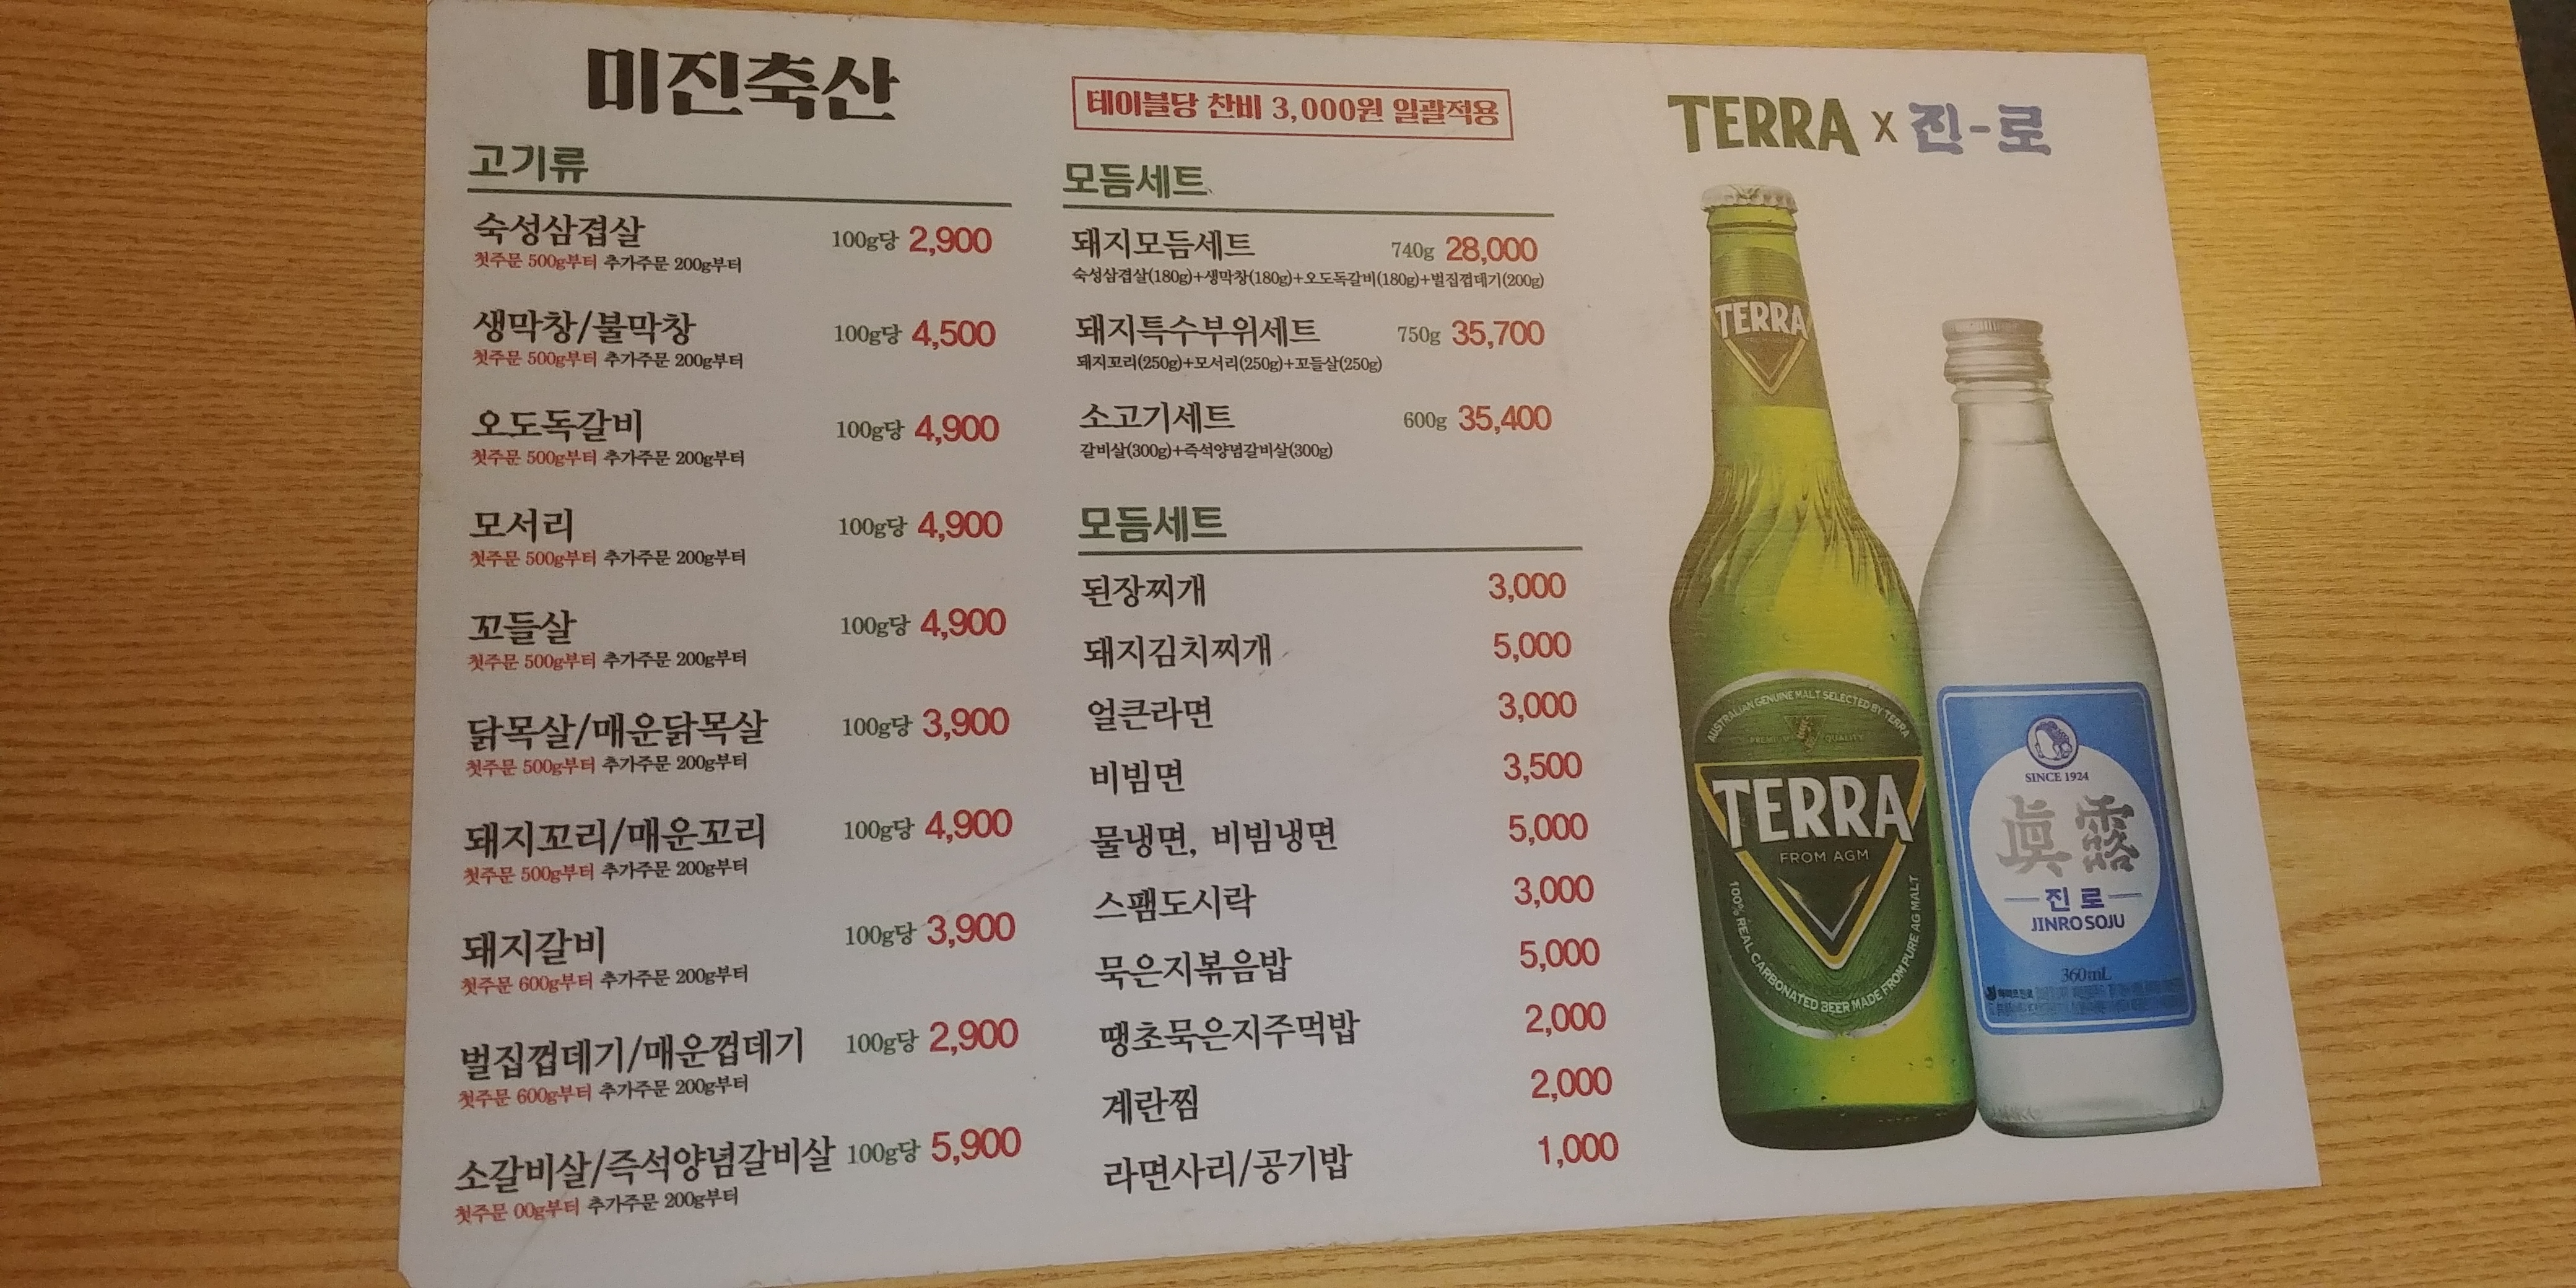 미진축산
고기류
숙성삼겹살 100g당 2,900
첫주문 500g부터 추가주문 200g부터
생막창/불막창 100g당 4,500
첫주문 500g부터 추가주문 200g부터
오도독갈비 100g당 4,900
첫주문 500g부터 추가주문 200g부터
모서리 100g당 4,900
첫주문 500g부터 추가주문 200g부터
꼬들살 100g당 4,900
첫주문 500g부터 추가주문 200g부터
닭목살/매운닭목살 100g당 3,900
첫주문 500g부터 추가주문 200g부터
돼지꼬리/매운꼬리 100g당 4,900
첫주문 500g부터 추가주문 200g부터
돼지갈비 100g당 3,900
첫주문 600g부터 추가주문 200g부터
벌집껍데기/매운껍데기 100g당 2,900
첫주문 600g부터 추가주문 200g부터
소갈비살/즉석양념갈비살 100g당 5,900
첫주문 00g부터 추가주문 200g부터
테이블당 찬비 3,000원 일괄적용
모듬세트
돼지모듬세트 740g 28,000
숙성삼겹살(180g)+생막창(180g)+오도독갈비(180g)+벌집껍데기(200g)
돼지특수부위세트 750g 35,700
돼지꼬리(250g)+모서리(250g)+꼬들살(250g)
소고기세트 600g 35,400
갈비살(300g)+즉석양념갈비살(300g)
모듬세트
된장찌개 3,000
돼지김치찌개 5,000
얼큰라면 3,000
비빔면 3,500
물냉면, 비빔냉면 5,000
스팸도시락 3,000
묵은지볶음밥 5,000
땡초묵은지주먹밥 2,000
계란찜 2,000
라면사리/공기밥 1,000
TERRA X 진-로
TERRA
AUSTRALIAN GENUINE MALT SELECTED BY TERRA
PREMIUM QUALITY
TERRA
FROM AGM
100% REAL CARBONATED BEER MADE FROM PURE AG MALT
SINCE 1924
眞露
진로
JINRO SOJU
360mL
하이트진로